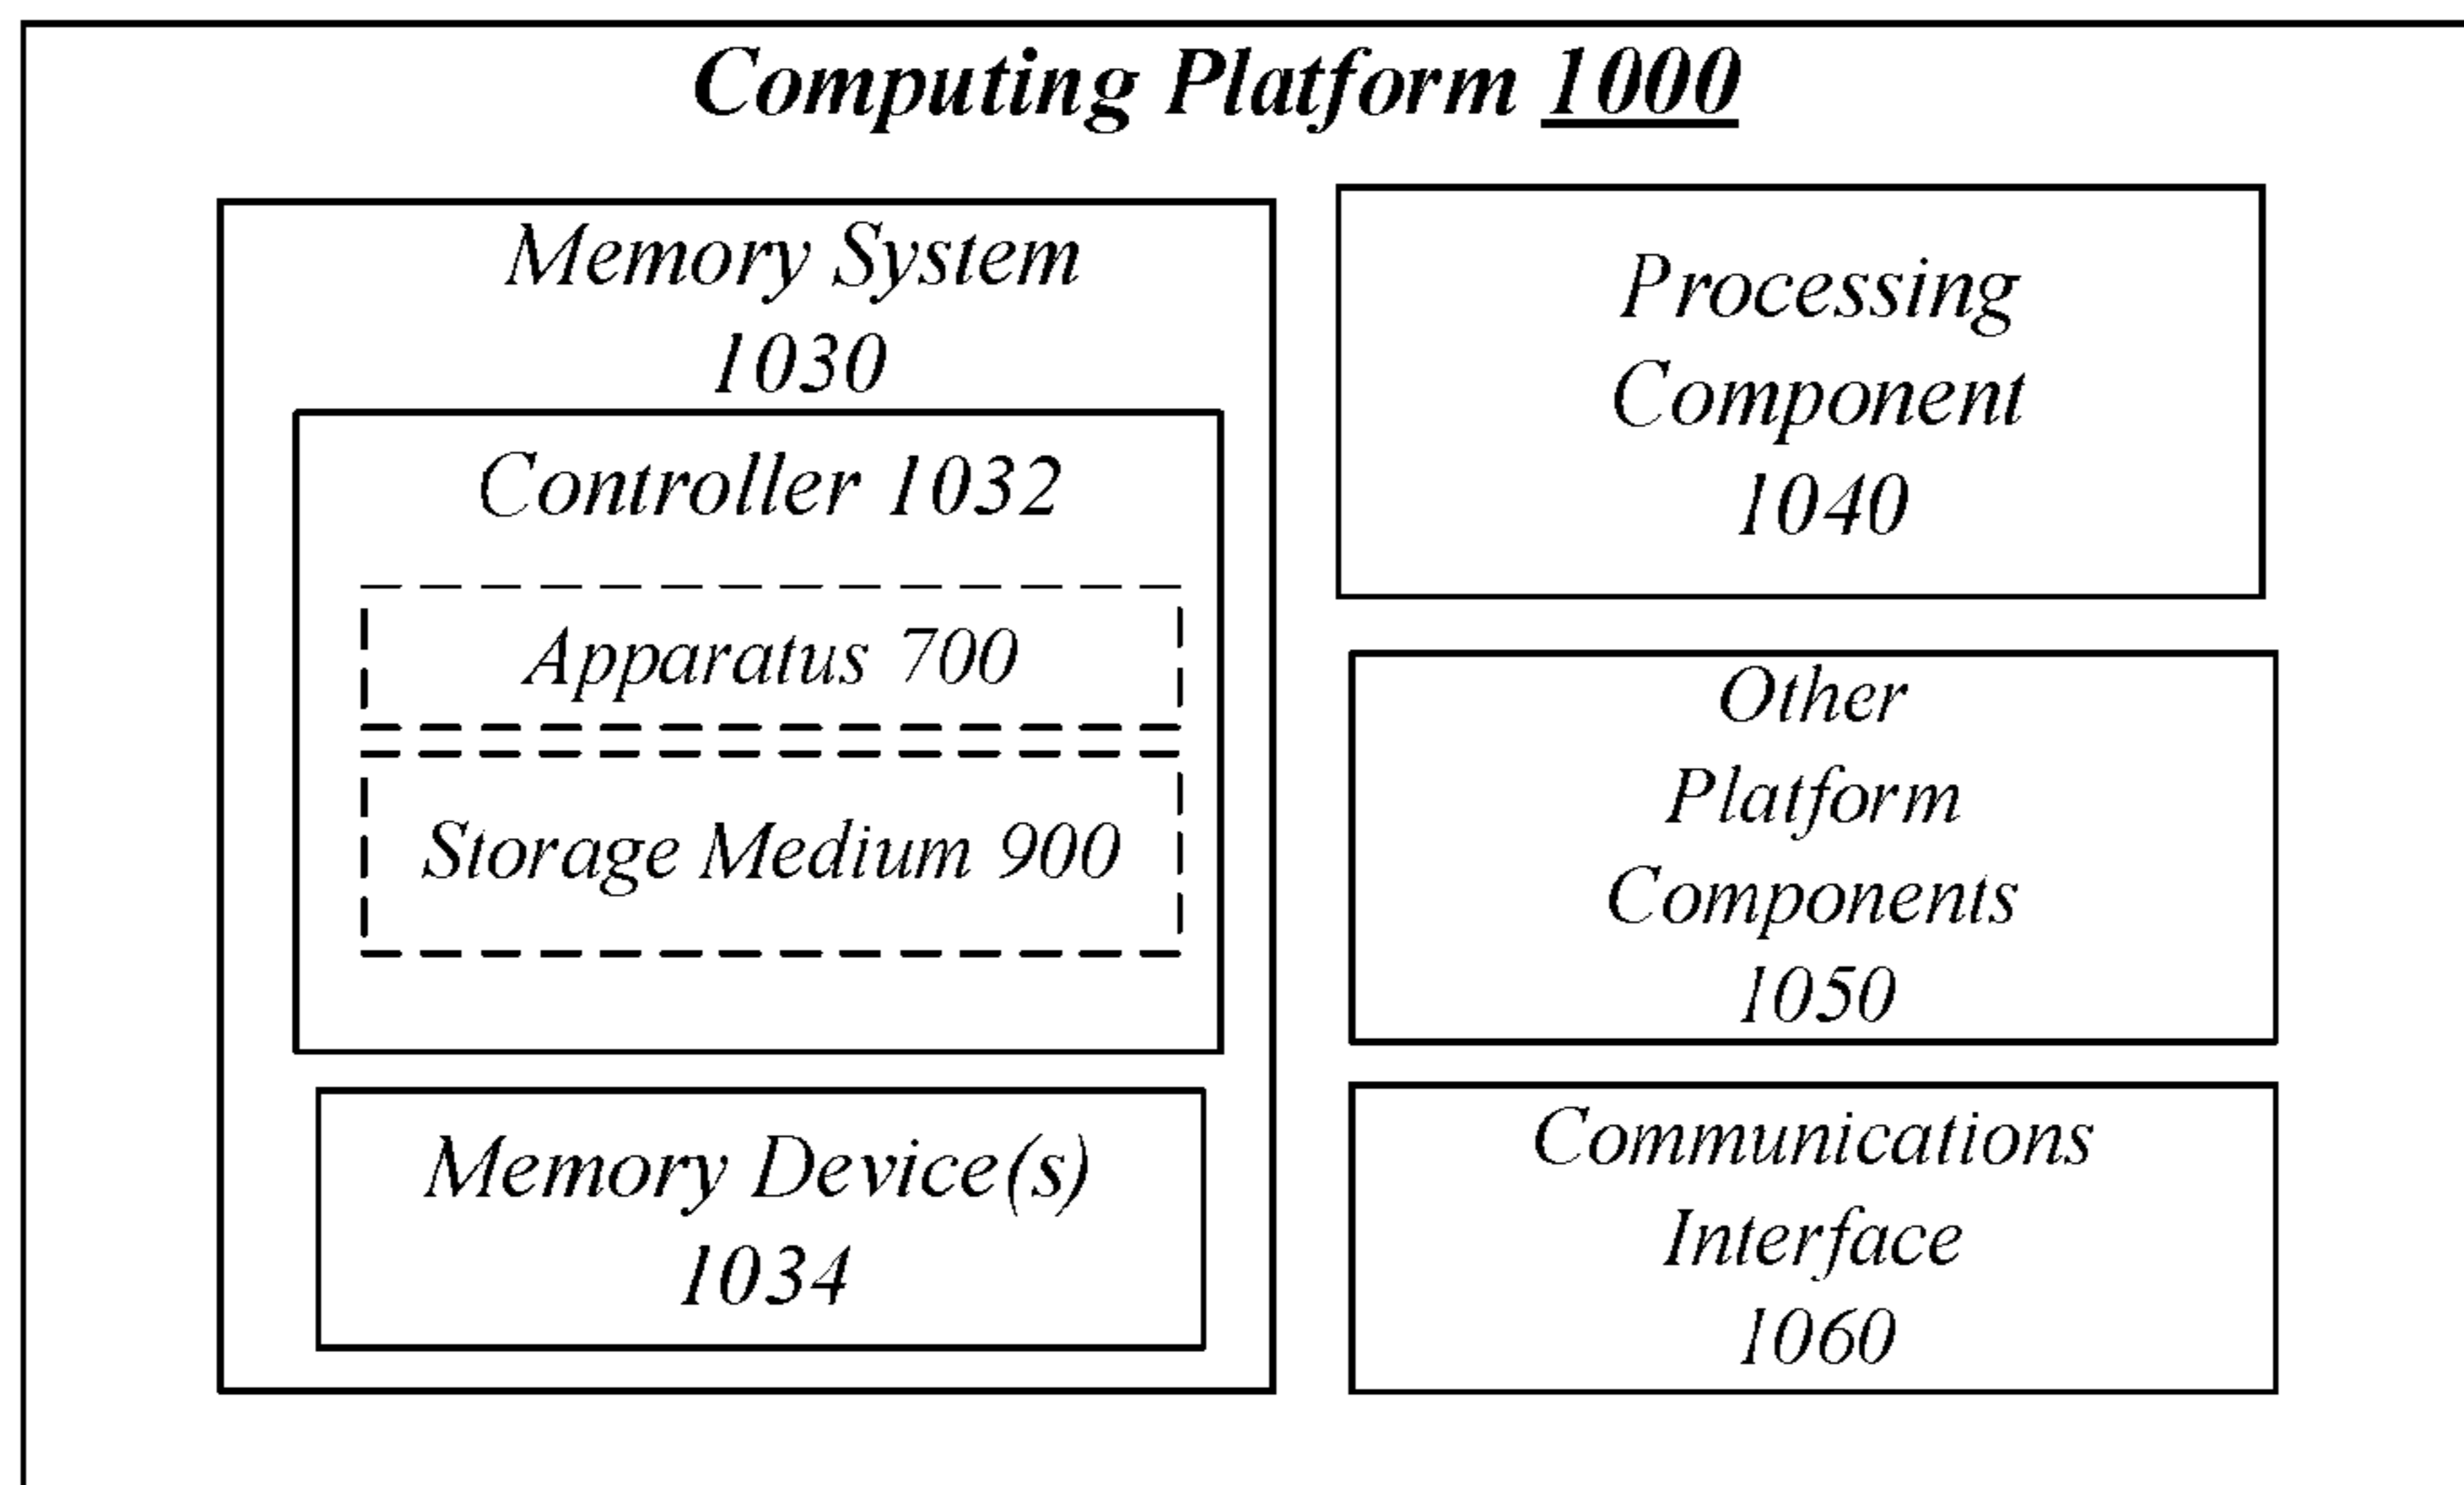 Computing Platform 1000
Memory System
1030
Controller 1032
Apparatus 700
Storage Medium 900
Memory Device(s)
1034
Processing
Component
1040
Other
Platform
Components
1050
Communications
Interface
1060